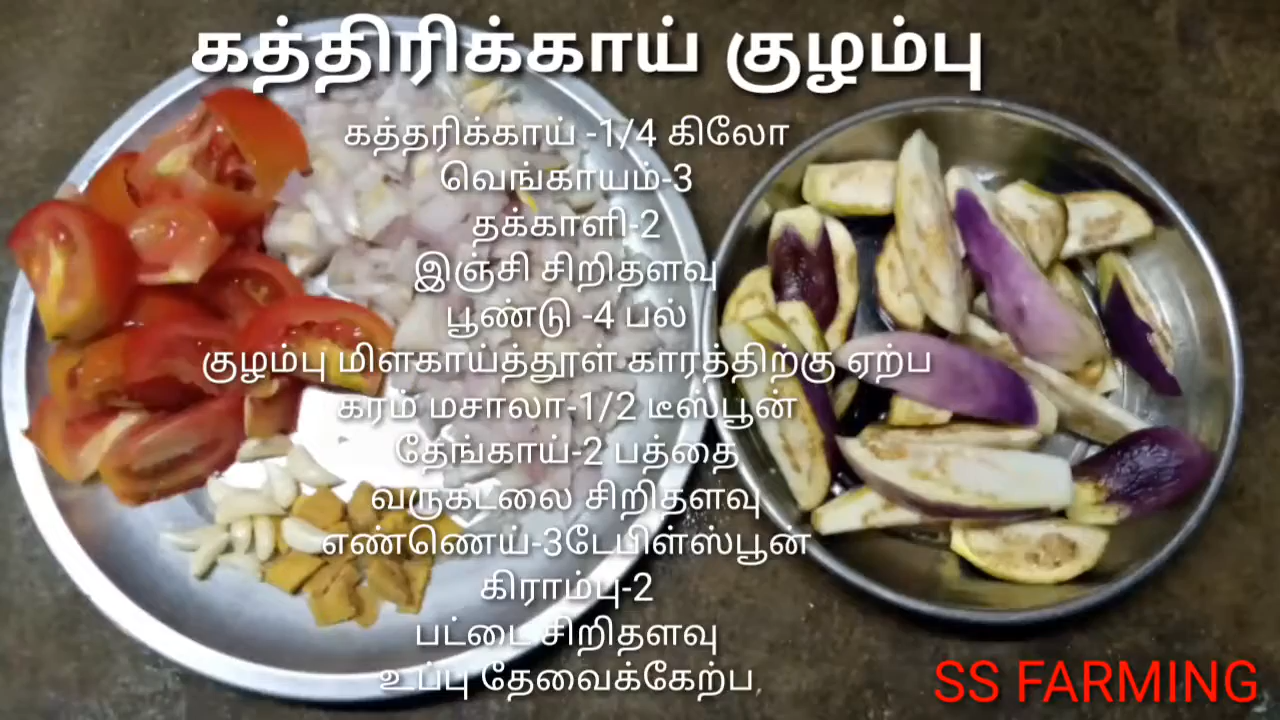 கத்திரிக்காய் குழம்பு
கத்தரிக்காய் -1/4 கிலோ
வெங்காயம்-3
தக்காளி-2
இஞ்சி சிறிதளவு
பூண்டு -4 பல்
குழம்பு மிளகாய்த்தூள் காரத்திற்கு ஏற்ப
கரம் மசாலா-1/2 டீஸ்பூன்
தேங்காய்-2 பத்தை
வருகடலை சிறிதளவு
எண்ணெய்-3டேபிள்ஸ்பூன்
கிராம்பு-2
பட்டை சிறிதளவு
உப்பு தேவைக்கேற்ப
SS FARMING